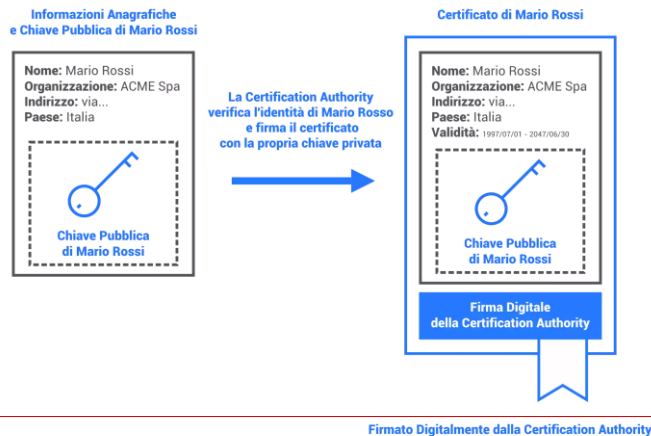 Informazioni Anagrafiche
e Chiave Pubblica di Mario Rossi
Nome: Mario Rossi
Organizzazione: ACME Spa
Indirizzo: via...
Paese: Italia
Chiave Pubblica
di Mario Rossi
La Certification Authority
verifica l'identità di Mario Rosso
e firma il certificato
con la propria chiave privata
Certificato di Mario Rossi
Nome: Mario Rossi
Organizzazione: ACME Spa
Indirizzo: via...
Paese: Italia
Validità: 1997/07/01 - 2047/06/30
Chiave Pubblica
di Mario Rossi
Firma Digitale
della Certification Authority
Firmato Digitalmente dalla Certification Authority